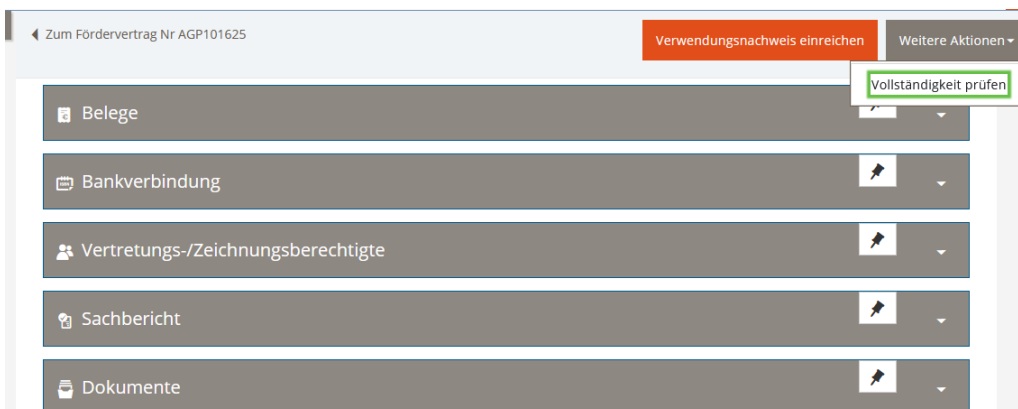 Zum Fördervertrag Nr AGP101625
Verwendungsnachweis einreichen
Weitere Aktionen
Vollständigkeit prüfen
Belege
Bankverbindung
Vertretungs-/Zeichnungsberechtigte
Sachbericht
Dokumente